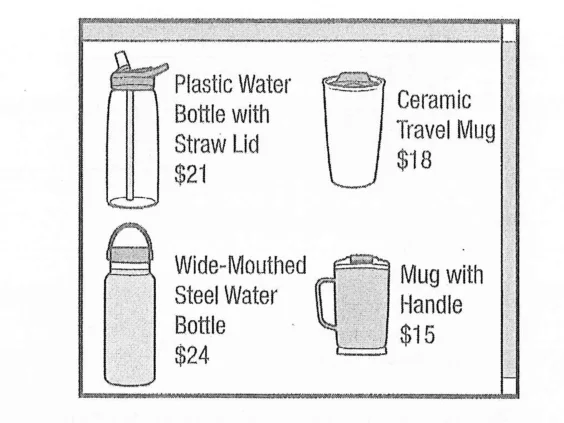 Plastic Water
Bottle with
Straw Lid
$21
Ceramic
Travel Mug
$18
Wide-Mouthed
Steel Water
Bottle
$24
Mug with
Handle
$15